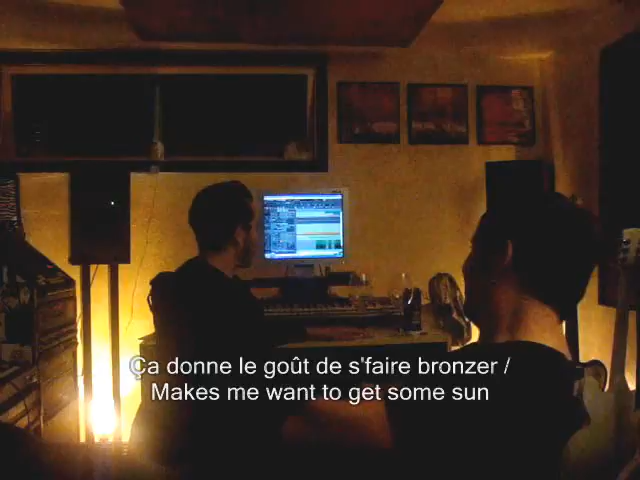 Ça donne le goût de s'faire bronzer /
Makes me want to get some sun